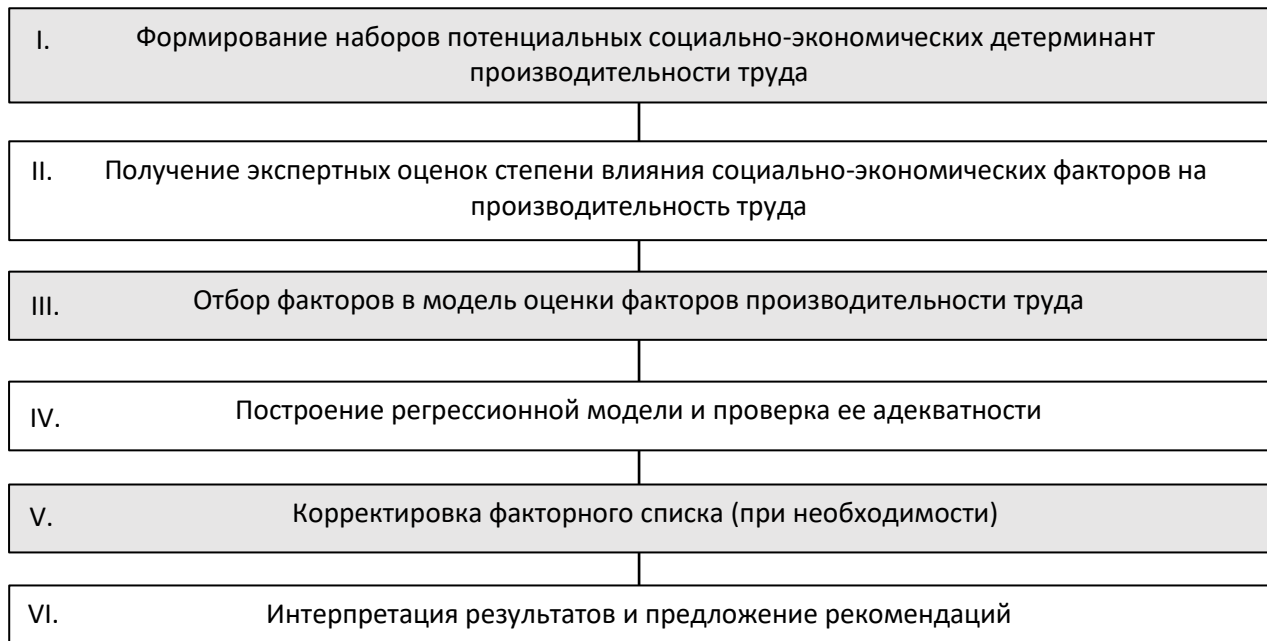 I. Формирование наборов потенциальных социально-экономических детерминант
производительности труда
II. Получение экспертных оценок степени влияния социально-экономических факторов на
производительность труда
III. Отбор факторов в модель оценки факторов производительности труда
IV. Построение регрессионной модели и проверка ее адекватности
V. Корректировка факторного списка (при необходимости)
VI. Интерпретация результатов и предложение рекомендаций